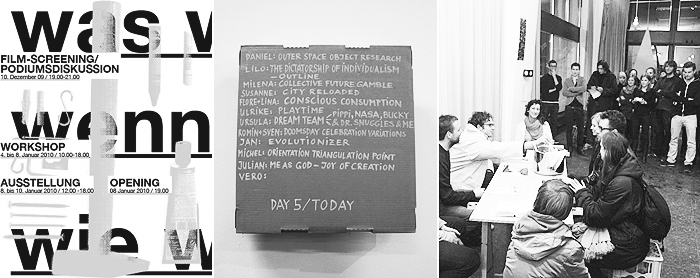 was w
FILM-SCREENING/
PODIUMSDISKUSSION
10. Dezember 09 / 19.00-21.00
wenn
WORKSHOP
4. bis 8. Januar 2010 / 10.00-18.00
AUSSTELLUNG OPENING
8. bis 10. Januar 2010 / 12.00-18.00 08 Januar 2010 / 19.00
wie w
DANIEL: OUTER SPACE OBJECT RESEARCH
LILO: THE DICTATORSHIP OF INDIVIDUALISM
- OUTLINE
MILENA: COLLECTIVE FUTURE GAMBLE
SUSANNE: CITY RELOADED
FLORE+LINA: CONSCIOUS CONSUMPTION
ULRIKE: PLAYTIME
URSULA: DREAM TEAM PIPPI, NASA, BUCKY
& DR. SNUGGLES & ME
ROMIN+SVEN: DOOMSDAY CELEBRATION VARIATIONS
JAN: EVOLUTIONIZER
MICHEL: ORIENTATION TRIANGULATION POINT
JULIAN: ME AS GOD - JOY OF CREATION
VERO:
DAY 5/TODAY